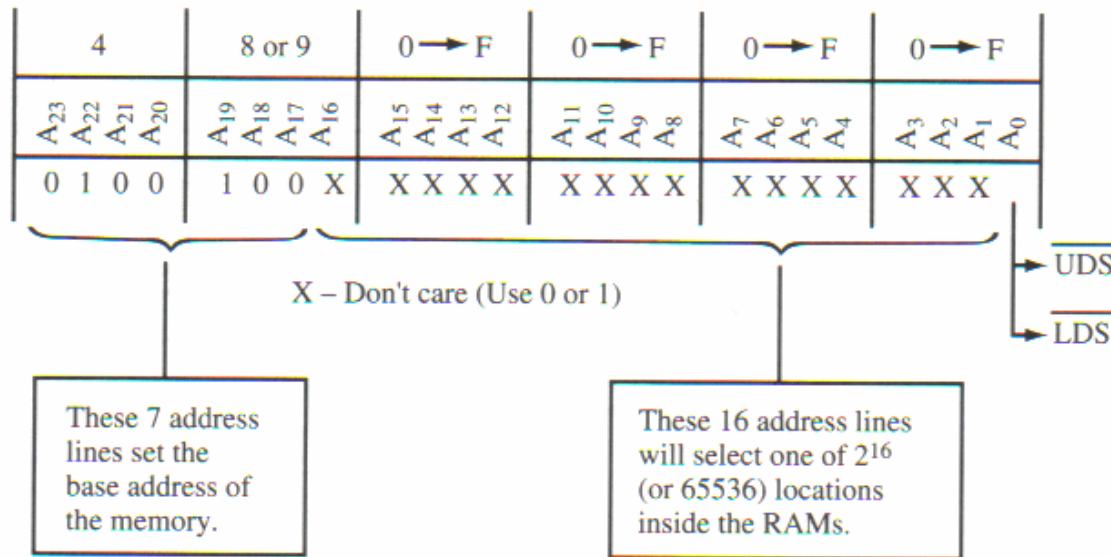 4 8 or 9 0 → F 0 → F 0 → F 0 → F
A23 A22 A21 A20 A19 A18 A17 A16 A15 A14 A13 A12 A11 A10 A9 A8 A7 A6 A5 A4 A3 A2 A1 A0
0 1 0 0 1 0 0 X X X X X X X X X X X X X X X X
UDS
X – Don't care (Use 0 or 1)
LDS
These 7 address
lines set the
base address of
the memory.
These 16 address lines
will select one of 2¹⁶
(or 65536) locations
inside the RAMs.